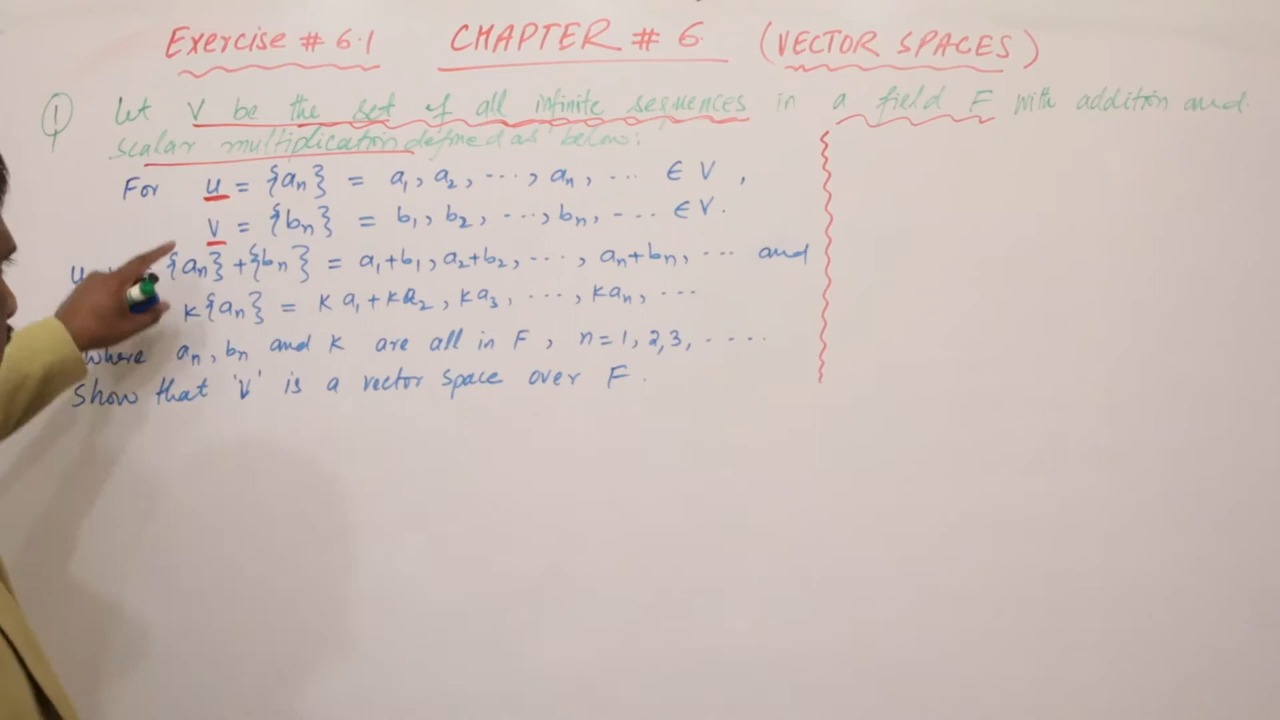 Exercise # 6.1 CHAPTER # 6 (VECTOR SPACES)
Q1 Let V be the set of all infinite sequences in a field F with addition and
scalar multiplication defined as below:
For u = {aₙ} = a₁, a₂, ..., aₙ, ... ∈ V,
v = {bₙ} = b₁, b₂, ..., bₙ, ... ∈ V.
u {aₙ} + {bₙ} = a₁+b₁, a₂+b₂, ..., aₙ+bₙ, ... and
k{aₙ} = ka₁+ka₂, ka₃, ..., kaₙ, ...
where aₙ, bₙ and k are all in F, n=1,2,3,....
Show that 'V' is a vector space over F.